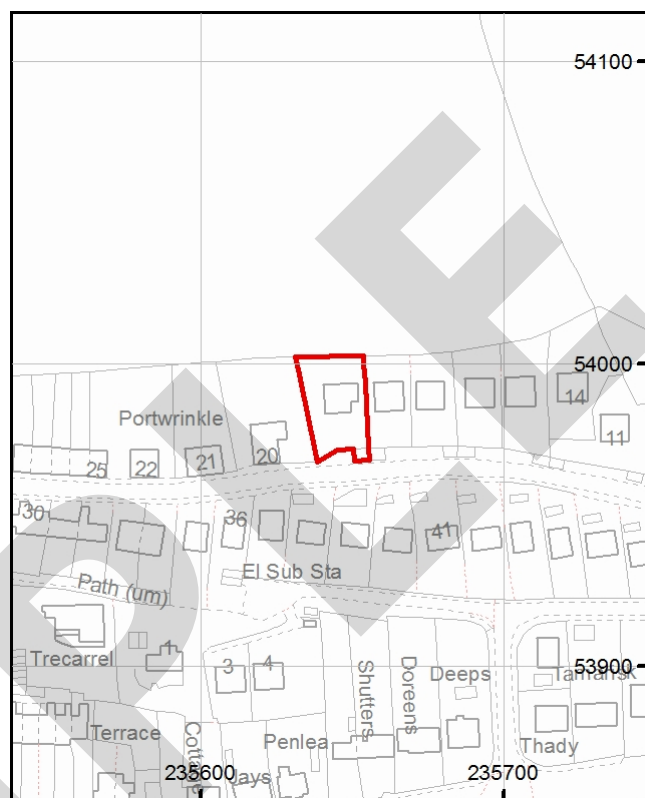 54100
54000
14
Portwrinkle
11
20
25
22
21
30
36
41
El Sub Sta
Path (um)
1
Trecarrel
3
4
53900
Shutters
Doreens
Deeps
Terrace
Penlea
Thady
235600
235700